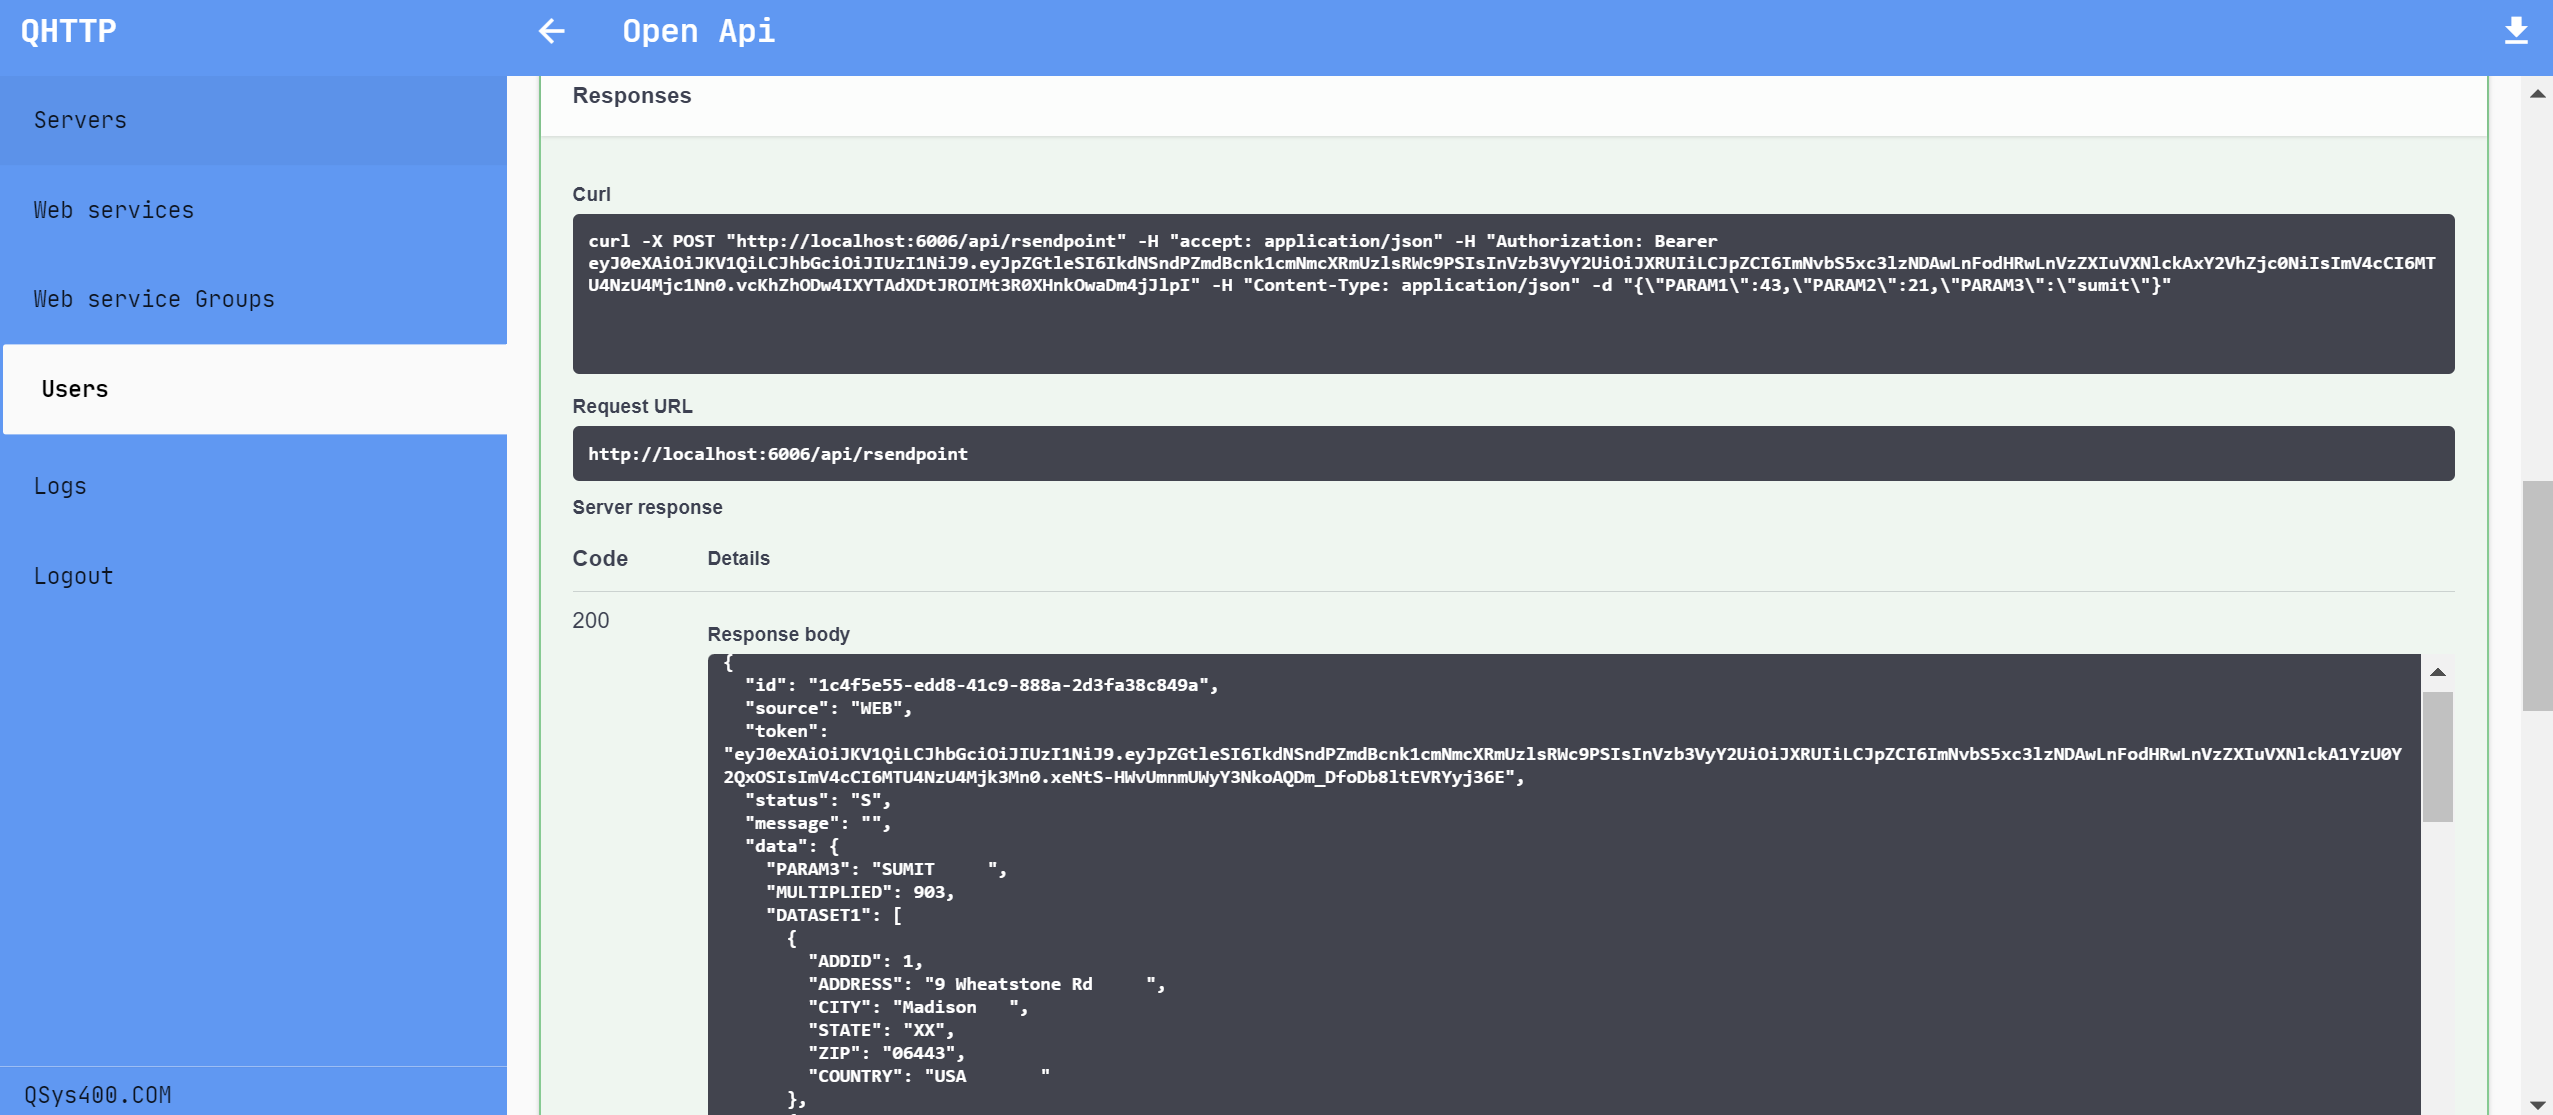 QHTTP
Open Api
Servers
Web services
Web service Groups
Users
Logs
Logout
QSys400.COM
Responses
Curl
curl -X POST "http://localhost:6006/api/rsendpoint" -H "accept: application/json" -H "Authorization: Bearer
eyJ0eXAiOiJKV1QiLCJhbGciOiJIUzI1NiJ9.eyJpZGtleSI6IkdNSndPZmdBcnk1cmNmcXRmUzlsRWc9PSIsInVzb3VyY2UiOiJXRUIiLCJpZCI6ImNvbS5xc3lzNDAwLnFodHRwLnVzZXIuVXNlckAxY2VhZjc0NiIsImV4cCI6MT
U4NzU4Mjc1Nn0.vcKhZhODw4IXYTAdXDtJROIMt3R0XHnkOwaDm4jJlpI" -H "Content-Type: application/json" -d "{\"PARAM1\":43,\"PARAM2\":21,\"PARAM3\":\"sumit\"}"
Request URL
http://localhost:6006/api/rsendpoint
Server response
Code Details
200
Response body
{
"id": "1c4f5e55-edd8-41c9-888a-2d3fa38c849a",
"source": "WEB",
"token":
"eyJ0eXAiOiJKV1QiLCJhbGciOiJIUzI1NiJ9.eyJpZGtleSI6IkdNSndPZmdBcnk1cmNmcXRmUzlsRWc9PSIsInVzb3VyY2UiOiJXRUIiLCJpZCI6ImNvbS5xc3lzNDAwLnFodHRwLnVzZXIuVXNlckA1YzU0Y
2QxOSIsImV4cCI6MTU4NzU4Mjk3Mn0.xeNtS-HWvUmnmUWyY3NkoAQDm_DfoDb8ltEVRYyj36E",
"status": "S",
"message": "",
"data": {
"PARAM3": "SUMIT     ",
"MULTIPLIED": 903,
"DATASET1": [
{
"ADDID": 1,
"ADDRESS": "9 Wheatstone Rd     ",
"CITY": "Madison   ",
"STATE": "XX",
"ZIP": "06443",
"COUNTRY": "USA       "
},